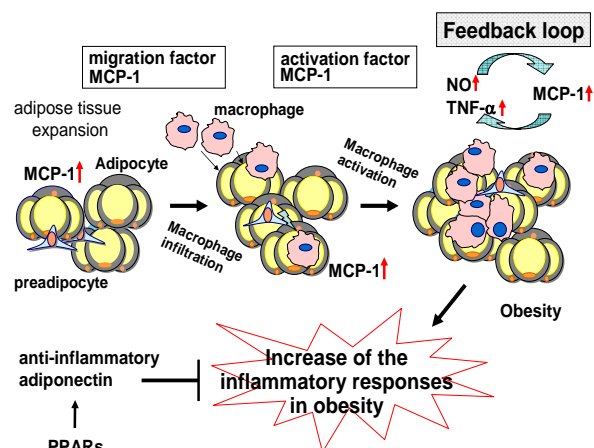 Feedback loop
migration factor
MCP-1
activation factor
MCP-1
NO↑
TNF-α↑
MCP-1↑
adipose tissue
expansion
macrophage
MCP-1↑
Adipocyte
Macrophage
activation
Macrophage
infiltration
MCP-1↑
preadipocyte
Obesity
Increase of the
inflammatory responses
in obesity
anti-inflammatory
adiponectin
PPARs